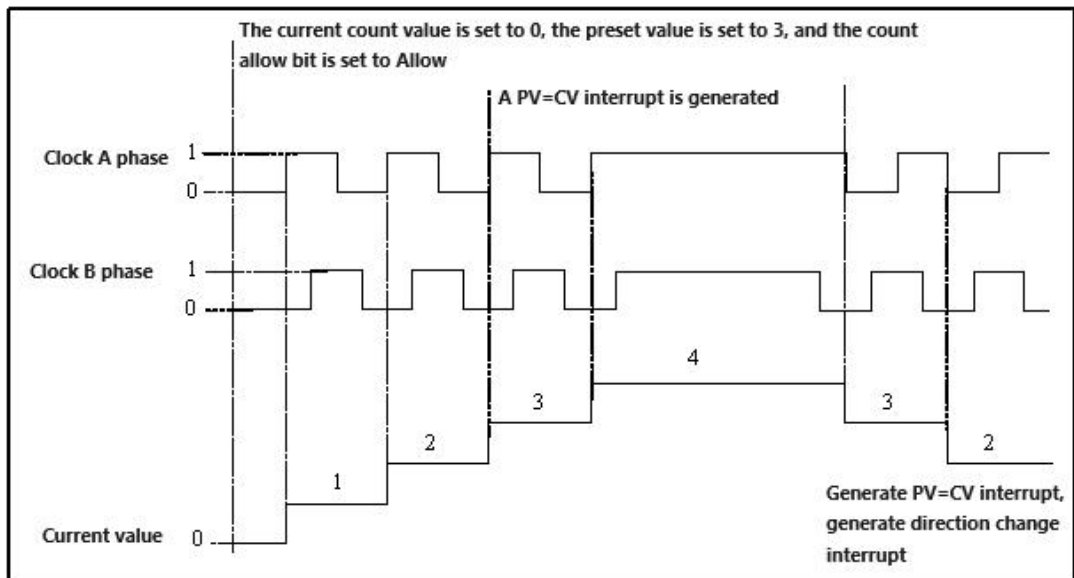 The current count value is set to 0, the preset value is set to 3, and the count
allow bit is set to Allow
A PV=CV interrupt is generated
Clock A phase
1
0
Clock B phase
1
0
4
3
3
2
2
1
Generate PV=CV interrupt,
generate direction change
interrupt
Current value
0